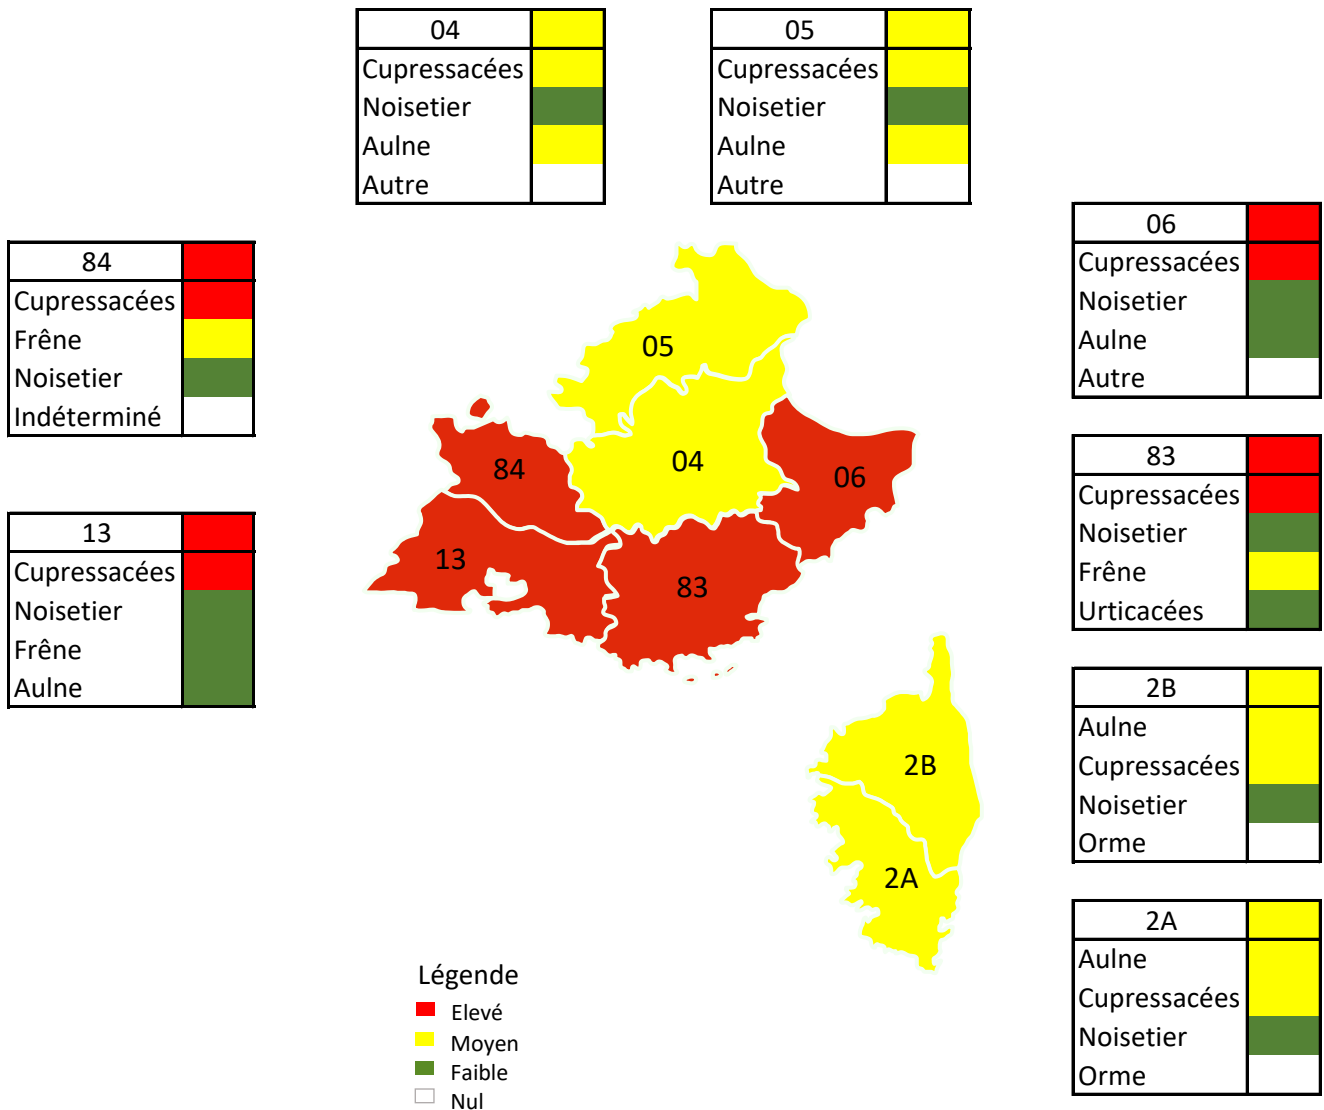 04
Cupressacées
Noisetier
Aulne
Autre
05
Cupressacées
Noisetier
Aulne
Autre
84
Cupressacées
Frêne
Noisetier
Indéterminé
13
Cupressacées
Noisetier
Frêne
Aulne
05
04
84
06
13
83
2B
2A
06
Cupressacées
Noisetier
Aulne
Autre
83
Cupressacées
Noisetier
Frêne
Urticacées
2B
Aulne
Cupressacées
Noisetier
Orme
2A
Aulne
Cupressacées
Noisetier
Orme
Légende
Elevé
Moyen
Faible
Nul